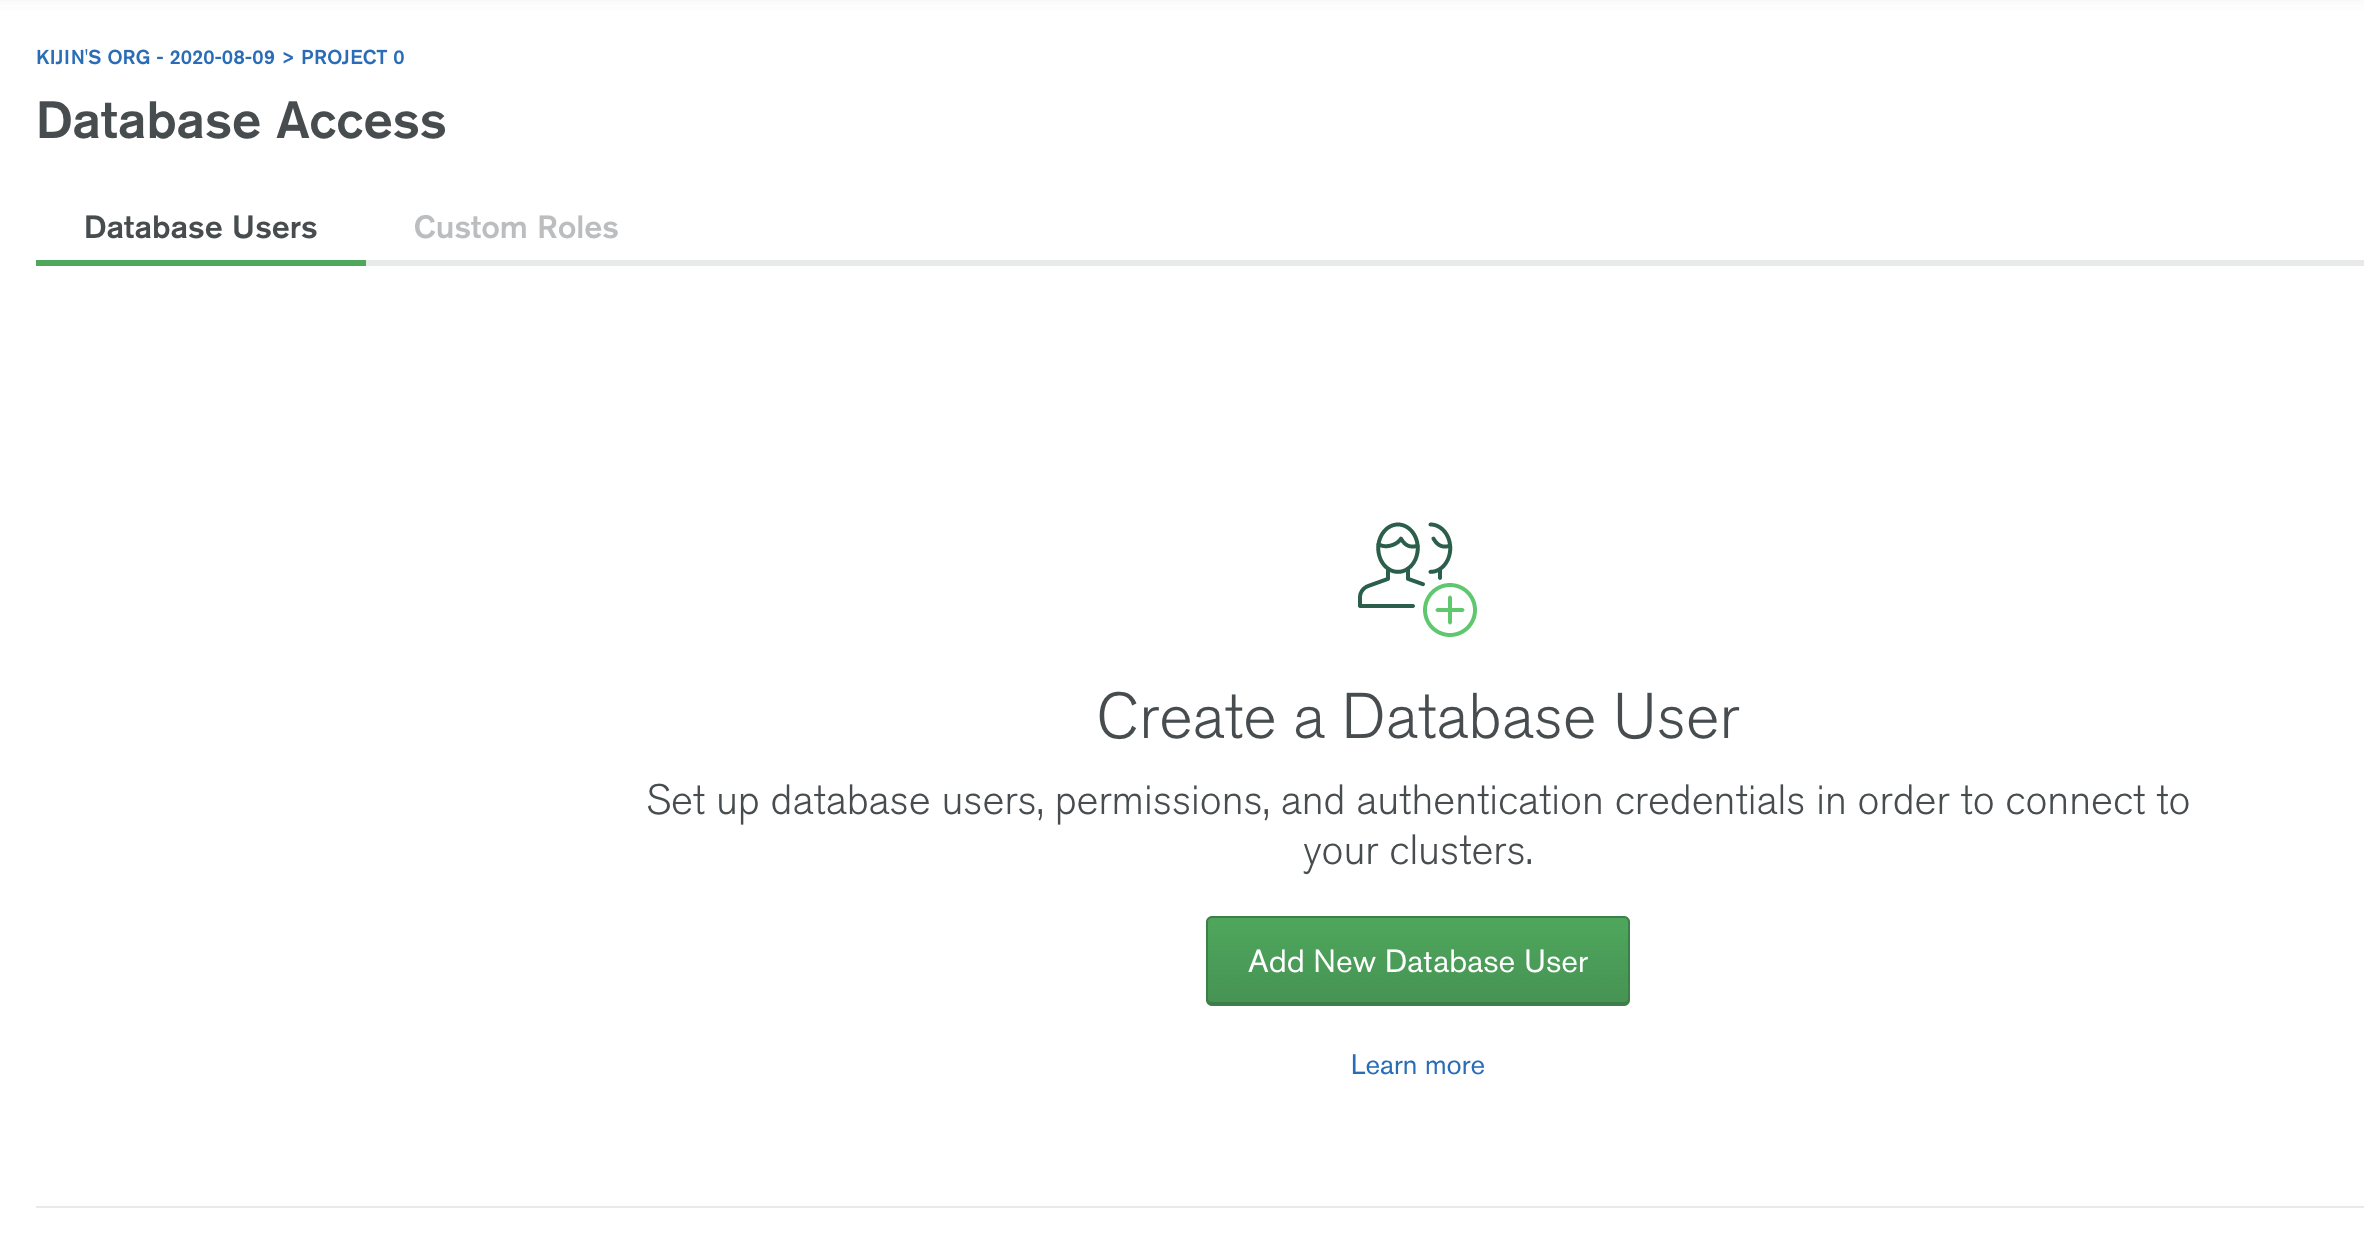 KIJIN'S ORG - 2020-08-09 > PROJECT 0
Database Access
Database Users
Custom Roles
Create a Database User
Set up database users, permissions, and authentication credentials in order to connect to
your clusters.
Add New Database User
Learn more